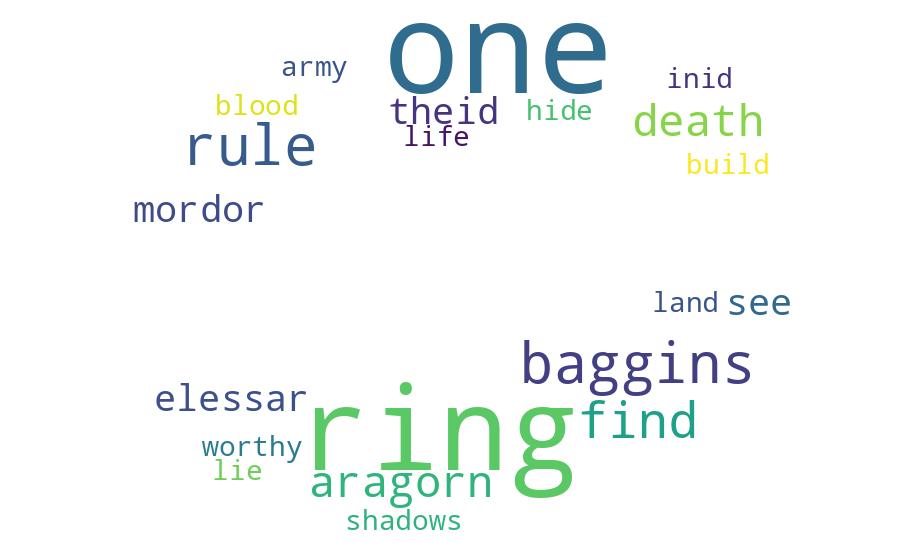 one
army
inid
blood
theid
hide
death
rule
life
build
mordor
land see
baggins
elessar
ring
find
worthy
lie
aragorn
shadows